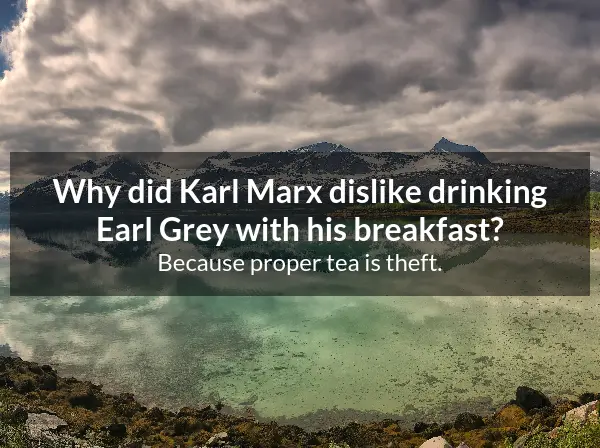 Why did Karl Marx dislike drinking
Earl Grey with his breakfast?
Because proper tea is theft.